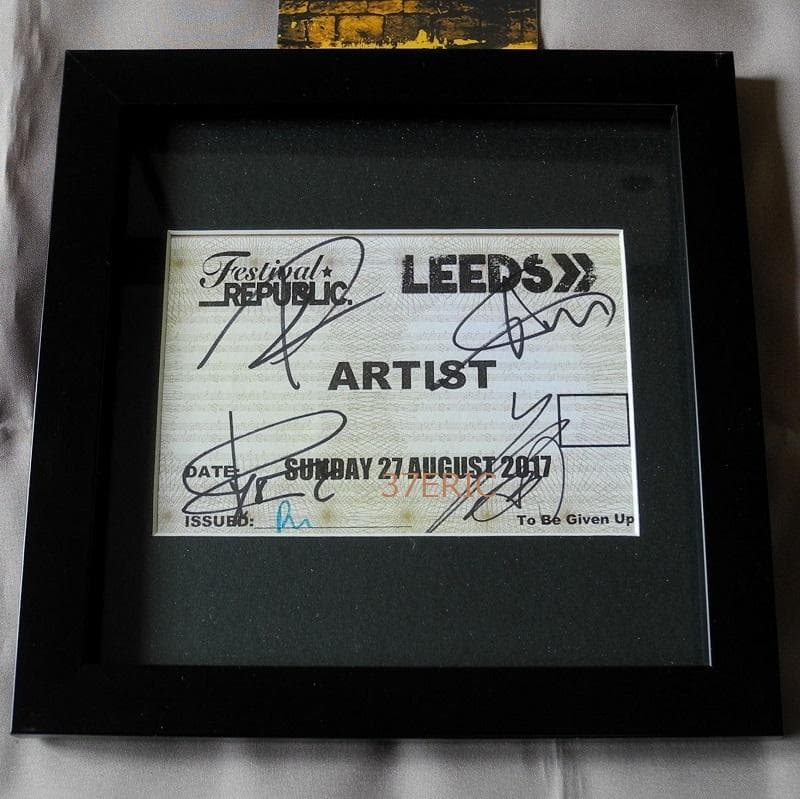 Festival
REPUBLIC.
LEEDS
ARTIST
DATE: SUNDAY 27 AUGUST 2017
37ERIC
ISSUED:
To Be Given Up